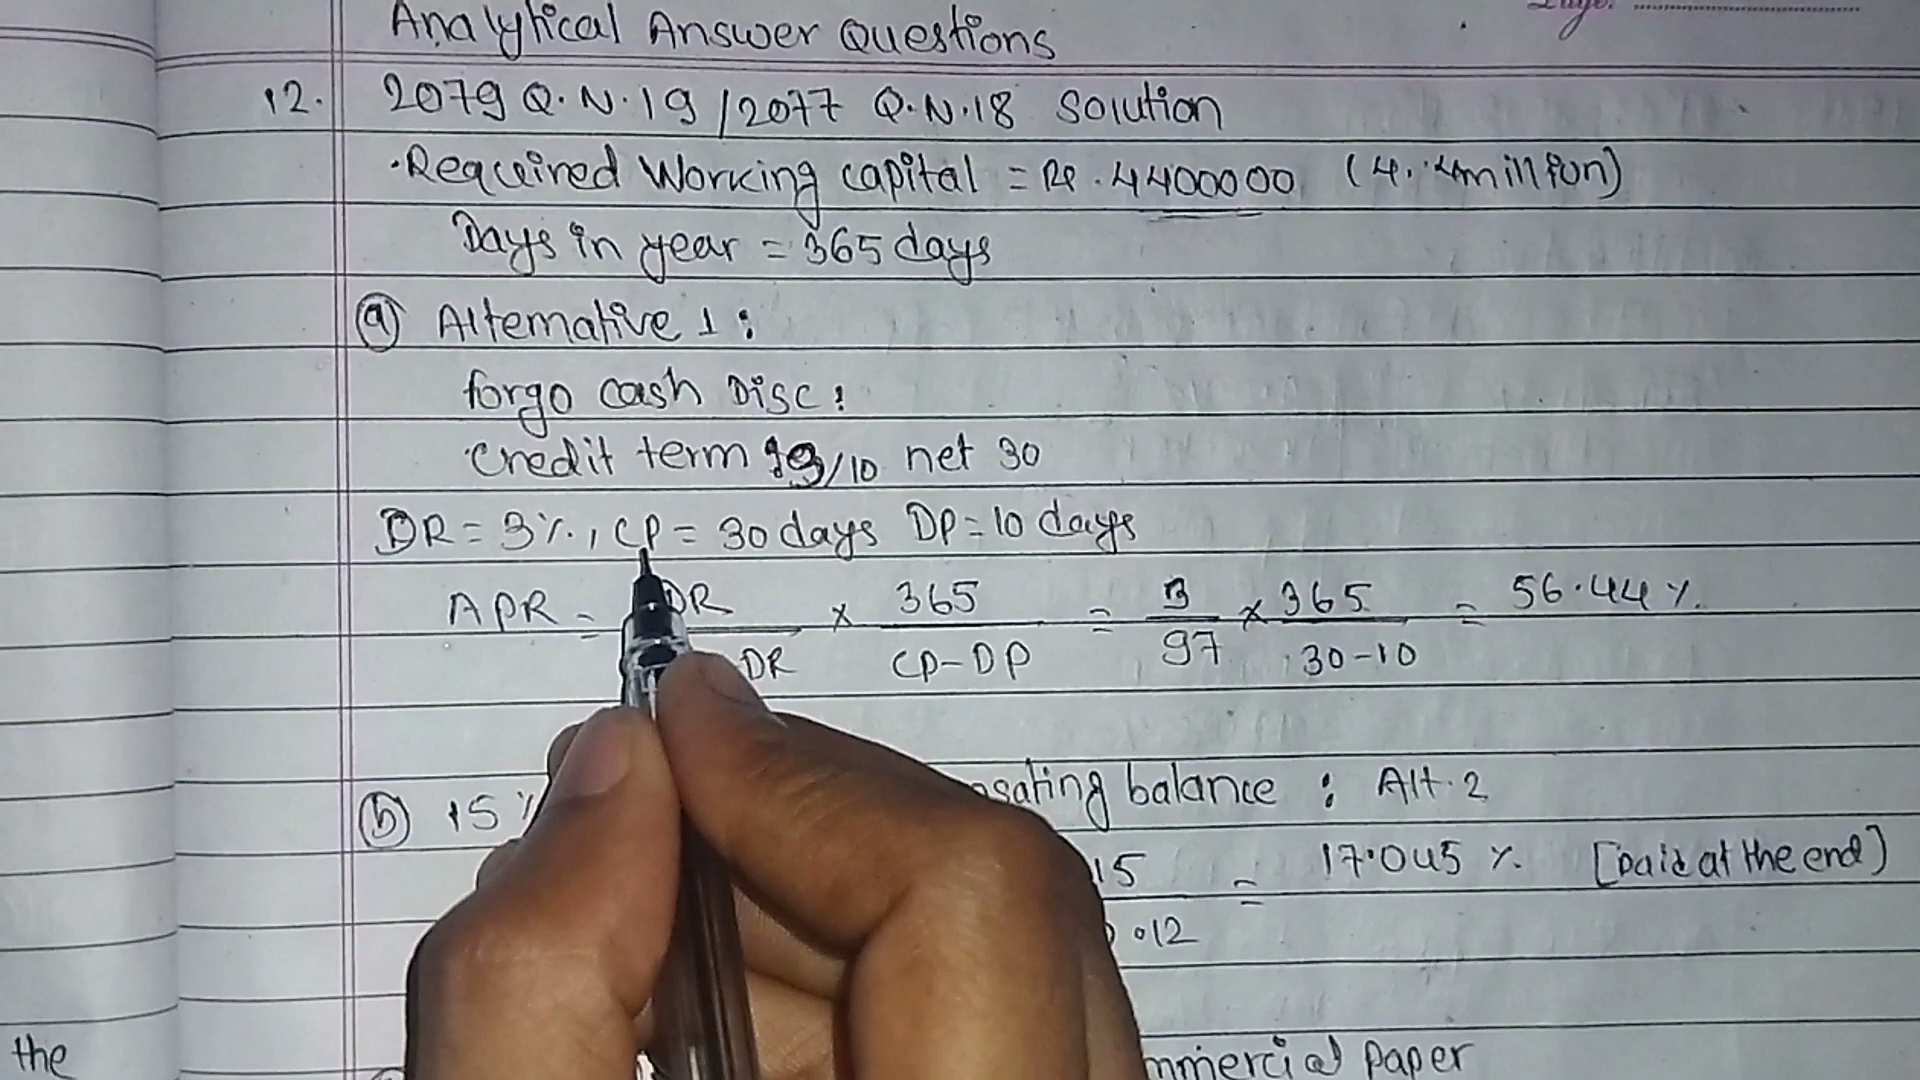 Analytical Answer Questions
12. 2079 Q.N.19 / 2077 Q.N.18 Solution
Required Working capital = Rs. 4400000 (4.4million)
Days in year = 365 days
(a) Alternative 1 :
forgo cash Disc :
Credit term 3/10 net 30
DR = 3%, CP = 30 days DP = 10 days
APR = DR × 365 = 3 × 365 = 56.44%
DR CP-DP 97 30-10
(b) 15% balance : Alt. 2
15 = 17.045% [paid at the end]
.12
the paper